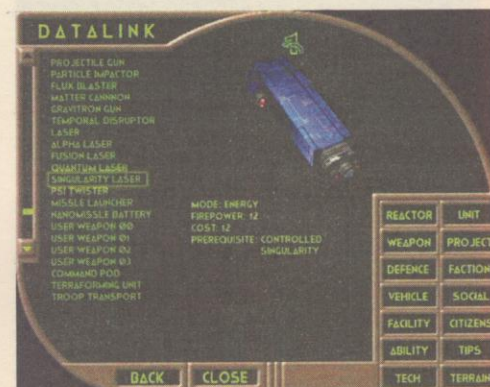 DATALINK
PROJECTILE GUN
PARTICLE IMPACTOR
FLUX BLASTER
MATTER CANNNON
GRAVITRON GUN
TEMPORAL DISRUPTOR
LASER
ALPHA LASER
FUSION LASER
QUANTUM LASER
SINGULARITY LASER
PSI TWISTER
MISSLE LAUNCHER
NANOMISSLE BATTERY
USER WEAPON 00
USER WEAPON 01
USER WEAPON 02
USER WEAPON 03
COMMAND POD
TERRAFORMING UNIT
TROOP TRANSPORT
MODE: ENERGY
FIREPOWER: 12
COST: 12
PREREQUISITE: CONTROLLED
SINGULARITY
REACTOR UNIT
WEAPON PROJECT
DEFENCE FACTION
VEHICLE SOCIAL
FACILITY CITIZENS
ABILITY TIPS
TECH TERRAIN
BACK CLOSE